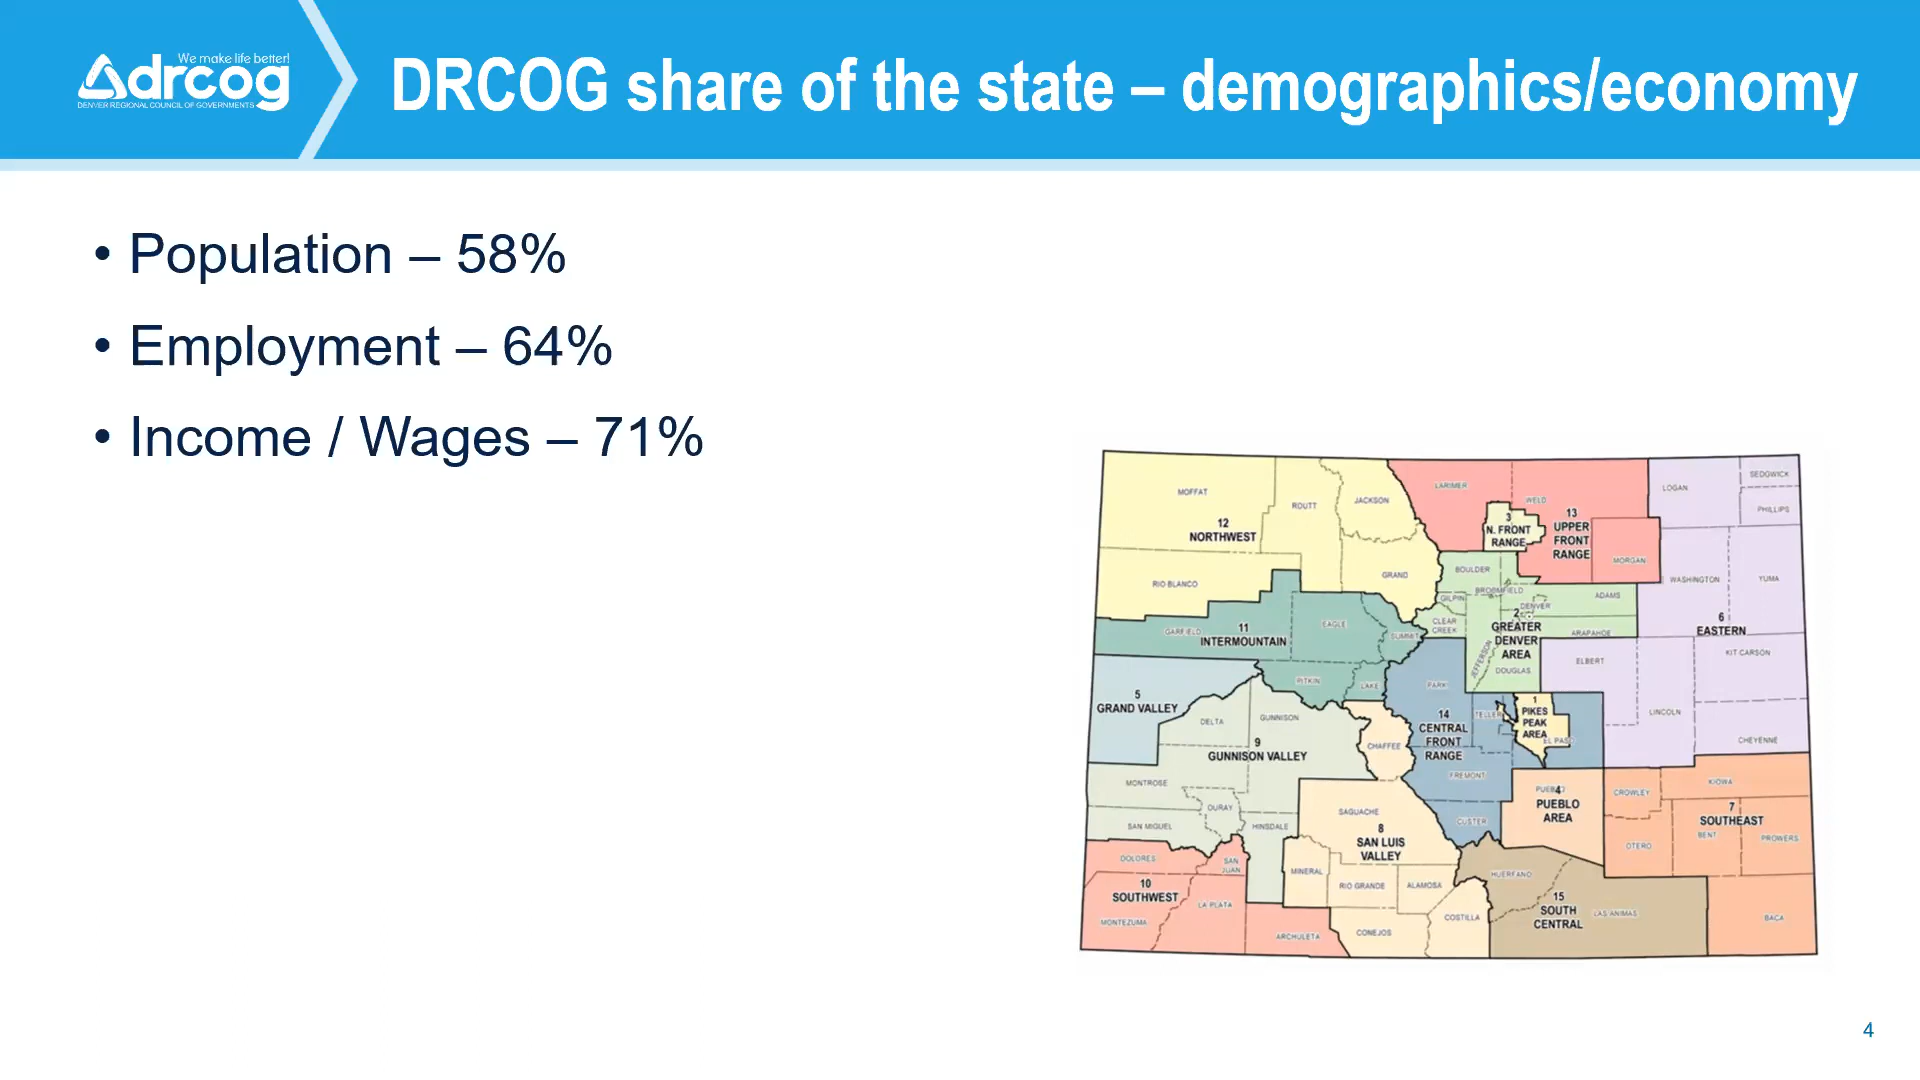 We make life better!
drcog
DENVER REGIONAL COUNCIL OF GOVERNMENTS
DRCOG share of the state – demographics/economy
• Population – 58%
• Employment – 64%
• Income / Wages – 71%
MOFFAT
ROUTT
JACKSON
12
NORTHWEST
RIO BLANCO
GRAND
LARIMER
WELD
3
N. FRONT
RANGE
13
UPPER
FRONT
RANGE
MORGAN
LOGAN
SEDGWICK
PHILLIPS
WASHINGTON
YUMA
6
EASTERN
KIT CARSON
ELBERT
LINCOLN
CHEYENNE
BOULDER
BROOMFIELD
GILPIN
ADAMS
DENVER
CLEAR
CREEK
2
GREATER
DENVER
AREA
ARAPAHOE
JEFFERSON
DOUGLAS
GARFIELD
11
INTERMOUNTAIN
EAGLE
SUMMIT
PITKIN
LAKE
5
GRAND VALLEY
DELTA
GUNNISON
9
GUNNISON VALLEY
MONTROSE
OURAY
SAN MIGUEL
HINSDALE
PARK
14
CENTRAL
FRONT
RANGE
TELLER
1
PIKES
PEAK
AREA
EL PASO
FREMONT
CUSTER
CHAFFEE
SAGUACHE
8
SAN LUIS
VALLEY
MINERAL
RIO GRANDE
ALAMOSA
CONEJOS
COSTILLA
PUEBLO
4
PUEBLO
AREA
CROWLEY
KIOWA
7
SOUTHEAST
OTERO
BENT
PROWERS
BACA
DOLORES
SAN
JUAN
10
SOUTHWEST
MONTEZUMA
LA PLATA
ARCHULETA
HUERFANO
15
SOUTH
CENTRAL
LAS ANIMAS
4